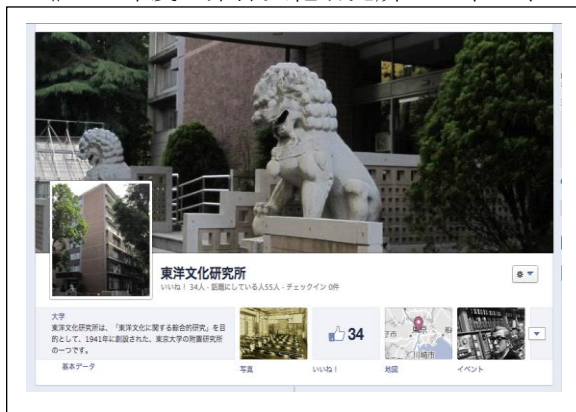 東洋文化研究所
いいね！ 34人 · 話題にしている人55人 · チェックイン 0件
大学
東洋文化研究所は、「東洋文化に関する総合的研究」を目
的として、1941年に創設された、東京大学の附置研究所
の一つです。
基本データ
34
写真
いいね！
地図
イベント
東京
川崎市